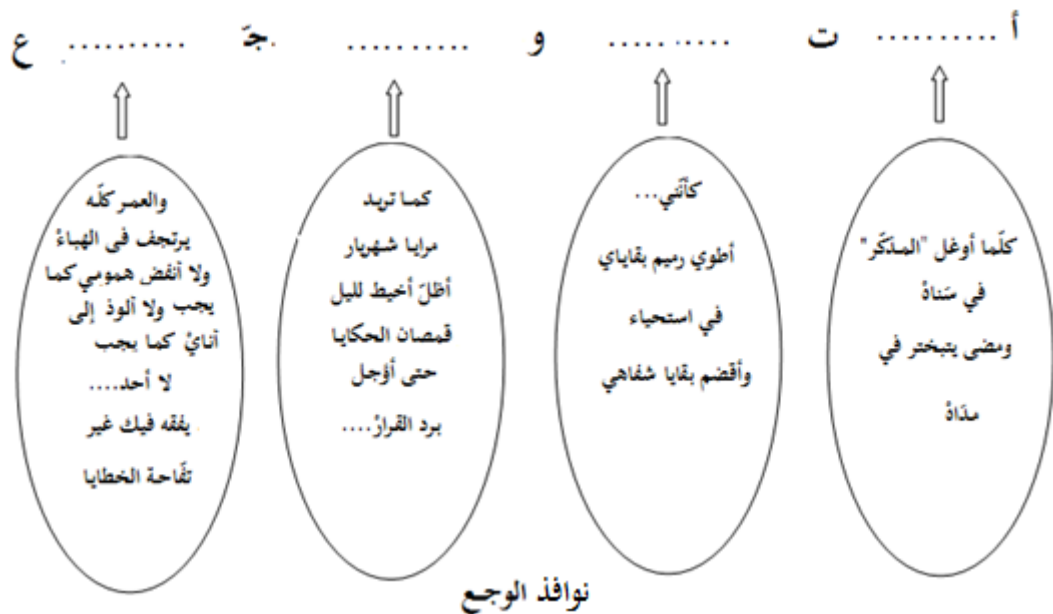 أ .......... ت .......... و .......... جـّ .......... ع
كلّما أوغل "المذكّر"
في سَناهْ
ومضى يتبختر في
مدَاهْ
كأنّني...
أطوي رميم بقاياي
في استحياء
وأقضم بقايا شفاهي
كما تريد
مرايا شهريار
أظلّ أخيط لليل
قمصان الحكايا
حتى أؤجل
برد القرارْ....
والعمر كلّه
يرتجف في الهباءْ
ولا أنفض همومي كما
يجب ولا ألوذ إلى
أنايْ كما يجب
لا أحد....
يفقه فيك غير
تفّاحة الخطايا
نوافذ الوجع